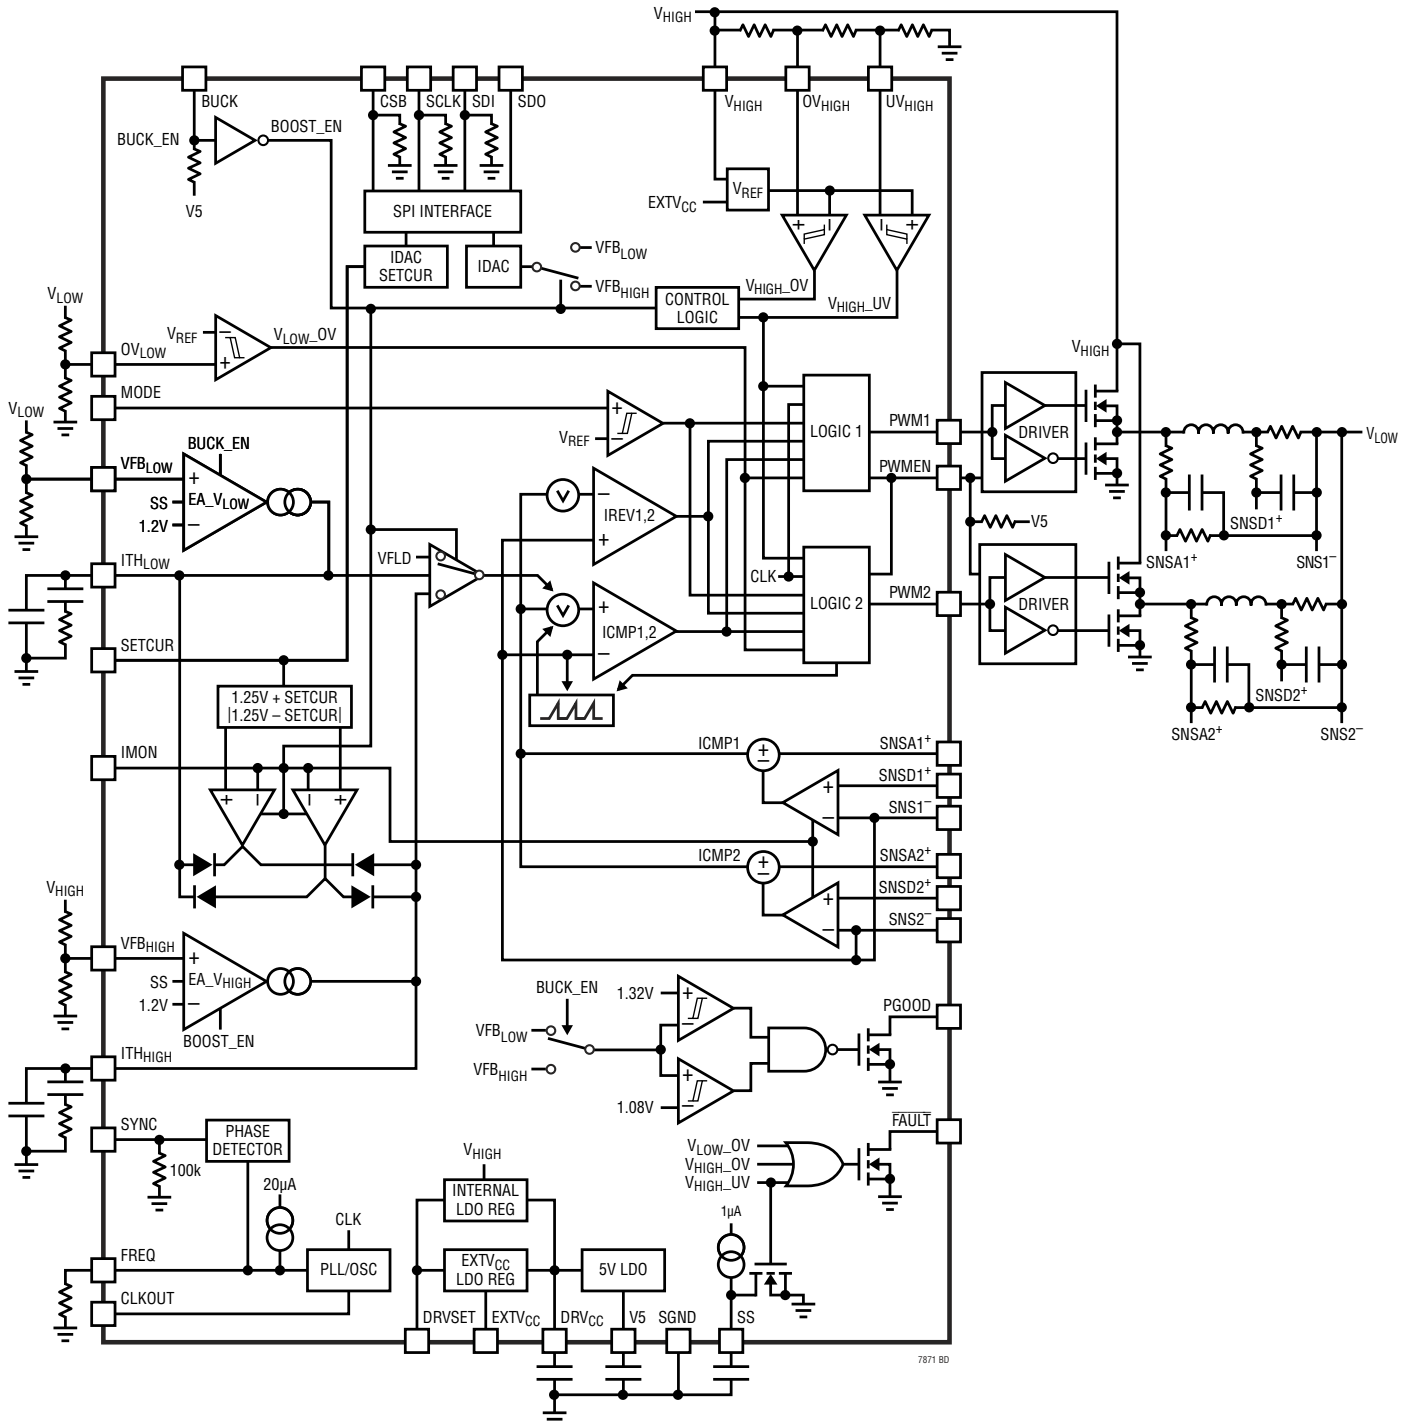 VHIGH
BUCK
CSB
SCLK
SDI
SDO
VHIGH
OVHIGH
UVHIGH
BUCK_EN
BOOST_EN
V5
VREF
EXTVCC
SPI INTERFACE
IDAC
SETCUR
IDAC
VFBLOW
VFBHIGH
CONTROL
LOGIC
VHIGH_OV
VHIGH_UV
+
–
–
+
VLOW
VREF
–
+
VLOW_OV
OVLOW
VHIGH
MODE
VLOW
+
VREF
–
LOGIC 1
PWM1
DRIVER
VLOW
BUCK_EN
VFBLOW
+
SS
EA_VLOW
1.2V
–
PWMEN
V
–
IREV1,2
+
V5
SNSD1+
SNSA1+
SNS1–
VFLD
ITHLOW
CLK
LOGIC 2
PWM2
DRIVER
V
+
ICMP1,2
–
SETCUR
1.25V + SETCUR
|1.25V – SETCUR|
SNSD2+
SNSA2+
SNS2–
IMON
ICMP1
+
–
SNSA1+
SNSD1+
SNS1–
+
–
+
–
–
+
ICMP2
+
–
SNSA2+
SNSD2+
SNS2–
+
–
VHIGH
VFBHIGH
+
SS
EA_VHIGH
1.2V
–
BOOST_EN
BUCK_EN
1.32V
+
–
VFBLOW
VFBHIGH
+
1.08V
–
PGOOD
ITHHIGH
SYNC
PHASE
DETECTOR
100k
FAULT
VLOW_OV
VHIGH_OV
VHIGH_UV
VHIGH
INTERNAL
LDO REG
20µA
1µA
CLK
FREQ
PLL/OSC
EXTVCC
LDO REG
5V LDO
CLKOUT
DRVSET
EXTVCC
DRVCC
V5
SGND
SS
7871 BD